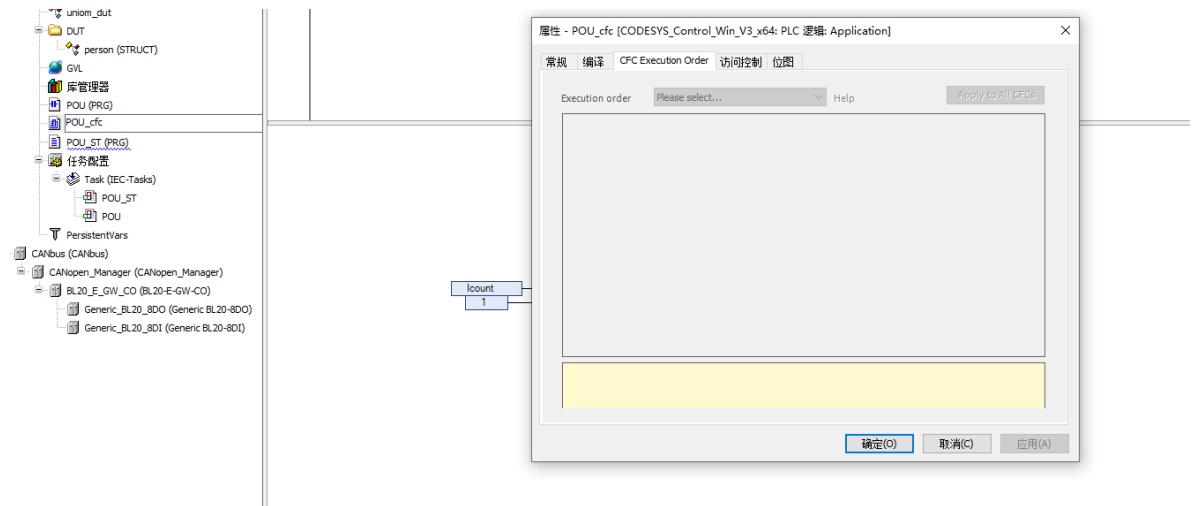 uniom_dut
DUT
person (STRUCT)
GVL
库管理器
POU (PRG)
POU_cfc
POU_ST (PRG)
任务配置
Task (IEC-Tasks)
POU_ST
POU
PersistentVars
CANbus (CANbus)
CANopen_Manager (CANopen_Manager)
BL20_E_GW_CO (BL20-E-GW-CO)
Generic_BL20_8DO (Generic BL20-8DO)
Generic_BL20_8DI (Generic BL20-8DI)
Icount
1
属性 - POU_cfc [CODESYS_Control_Win_V3_x64: PLC 逻辑: Application]
常规 编译 CFC Execution Order 访问控制 位图
Execution order Please select... Help Apply to All CFCs
确定(O) 取消(C) 应用(A)